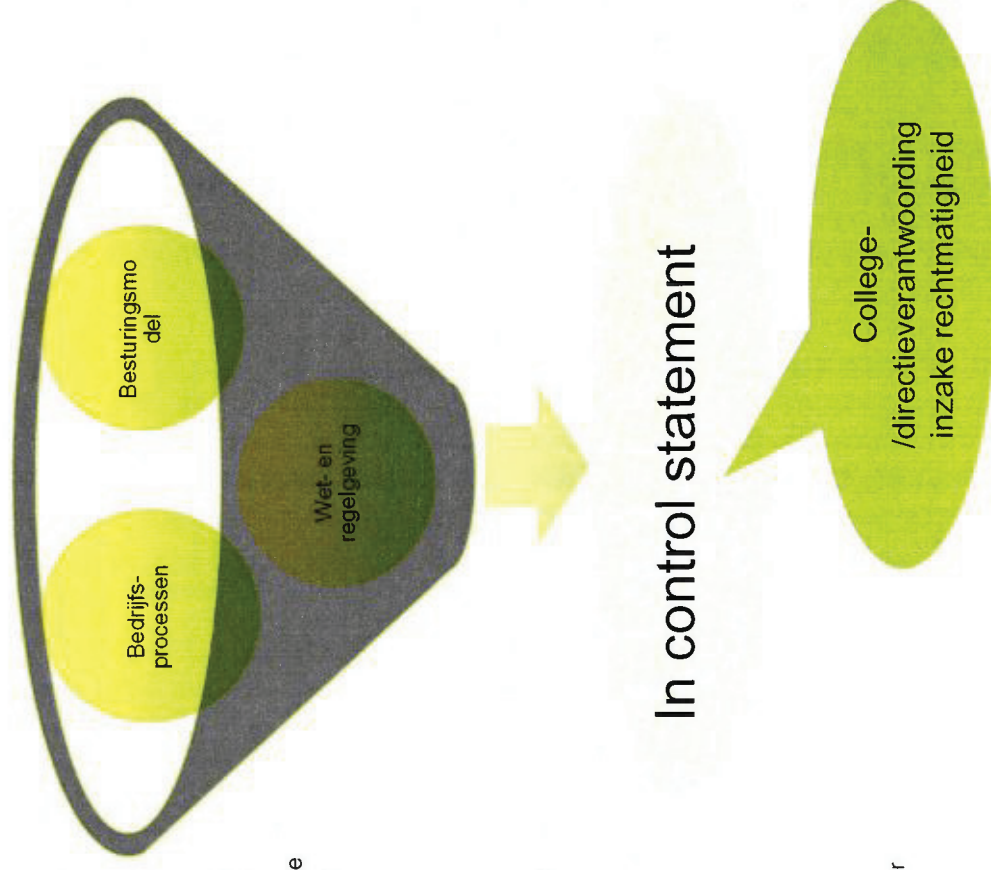 Bedrijfs-
processen
Besturingsmo
del
Wet- en
regelgeving
In control statement
College-
/directieverantwoording
inzake rechtmatigheid
e
r